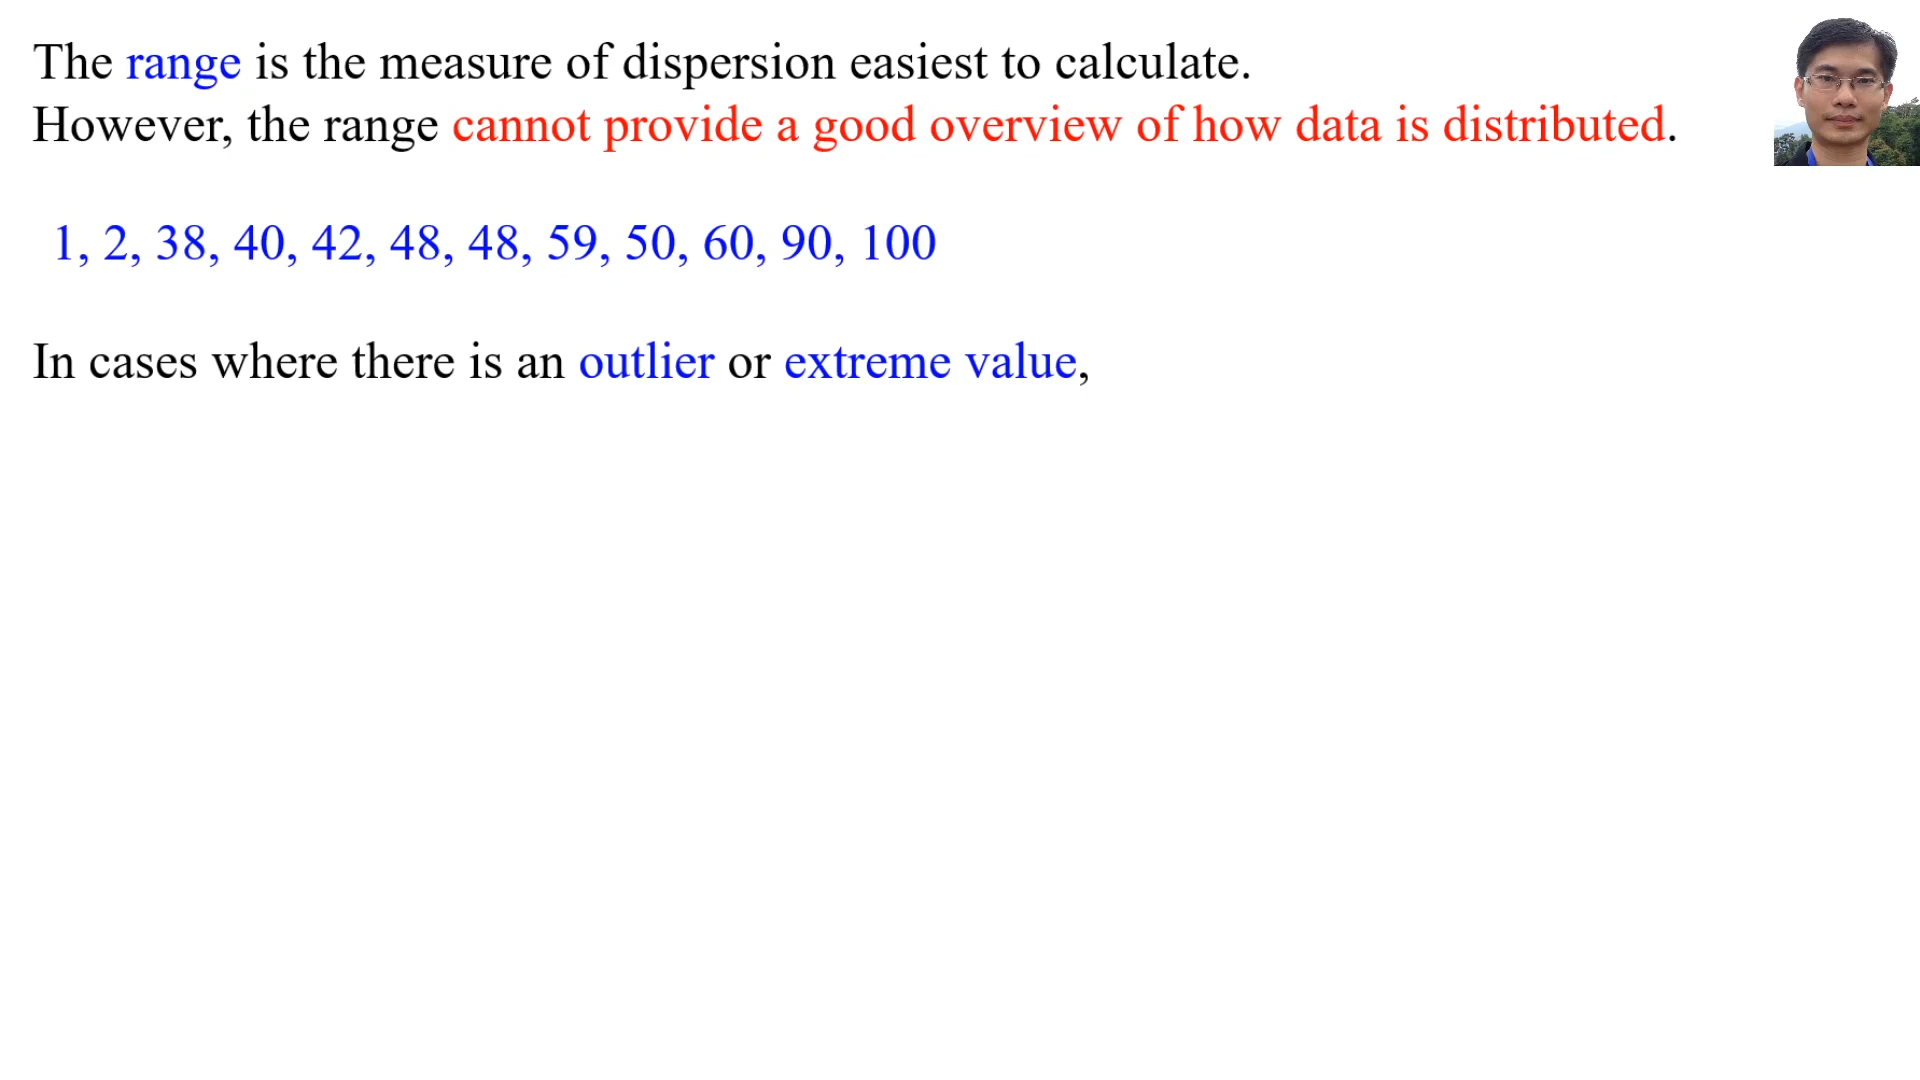 The range is the measure of dispersion easiest to calculate.
However, the range cannot provide a good overview of how data is distributed.
1, 2, 38, 40, 42, 48, 48, 59, 50, 60, 90, 100
In cases where there is an outlier or extreme value,